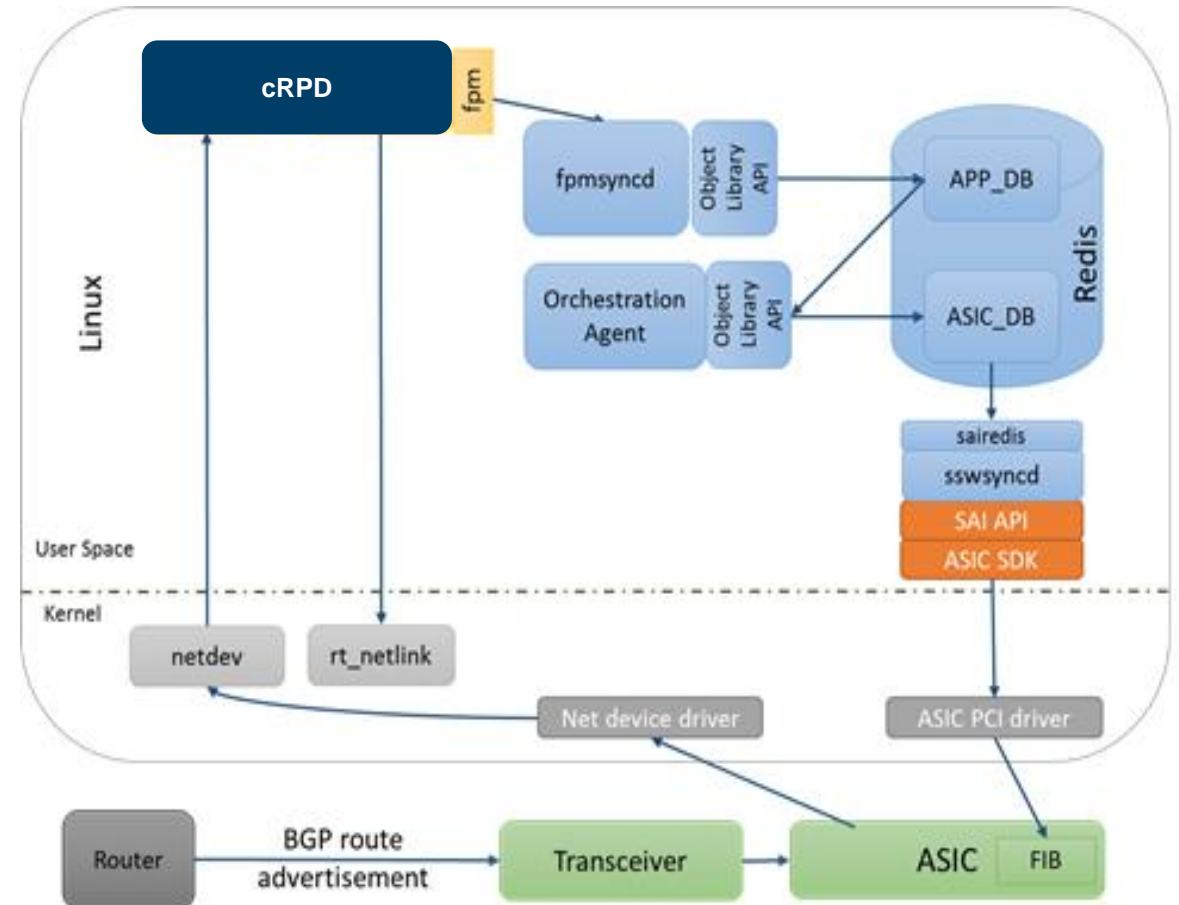 cRPD
fpm
fpmsyncd
Object
Library
API
APP_DB
Redis
Linux
Orchestration
Agent
Object
Library
API
ASIC_DB
sairedis
sswsyncd
SAI API
ASIC SDK
User Space
Kernel
netdev
rt_netlink
Net device driver
ASIC PCI driver
Router
BGP route
advertisement
Transceiver
ASIC
FIB